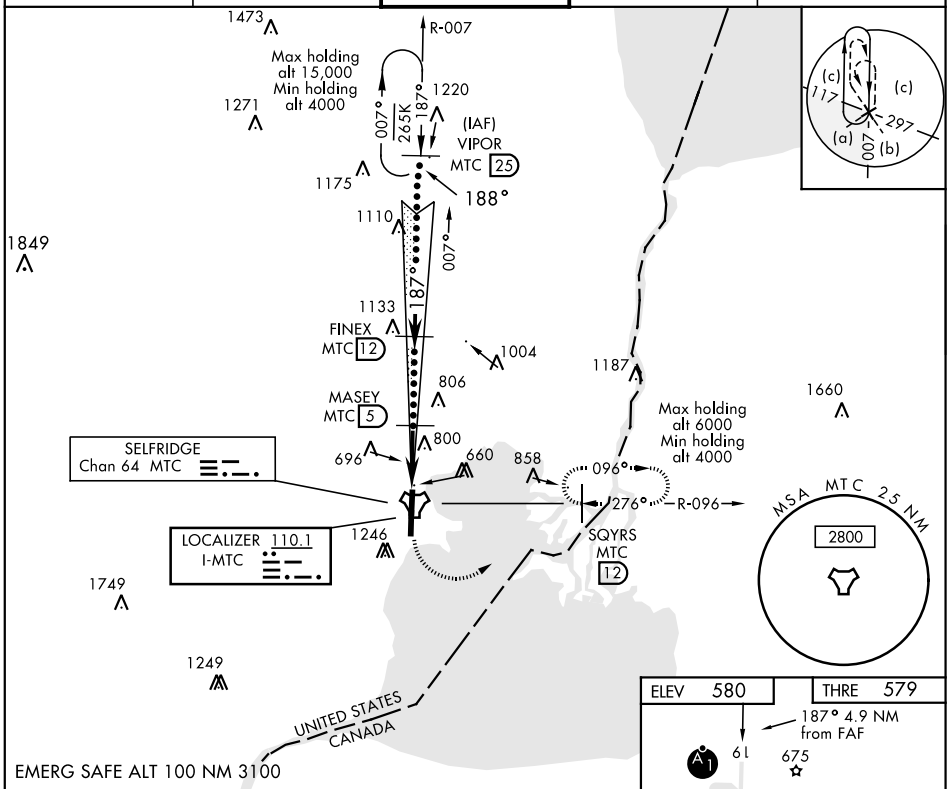 1473
R-007
Max holding
alt 15,000
Min holding
alt 4000
007°
265K
187°
1220
1271
(IAF)
VIPOR
MTC 25
1175
188°
1110
007°
187°
1849
1133
FINEX
MTC 12
1004
1187
MASEY
MTC 5
806
800
1660
Max holding
alt 6000
Min holding
alt 4000
SELFRIDGE
Chan 64 MTC
696
660
858
096°
276°
R-096
SQYRS
MTC
12
LOCALIZER 110.1
I-MTC
1246
1749
1249
MSA MTC 25 NM
2800
(c)
(c)
117
297
(a)
(b)
007
UNITED STATES
CANADA
EMERG SAFE ALT 100 NM 3100
ELEV 580
THRE 579
187° 4.9 NM
from FAF
A1
61
675